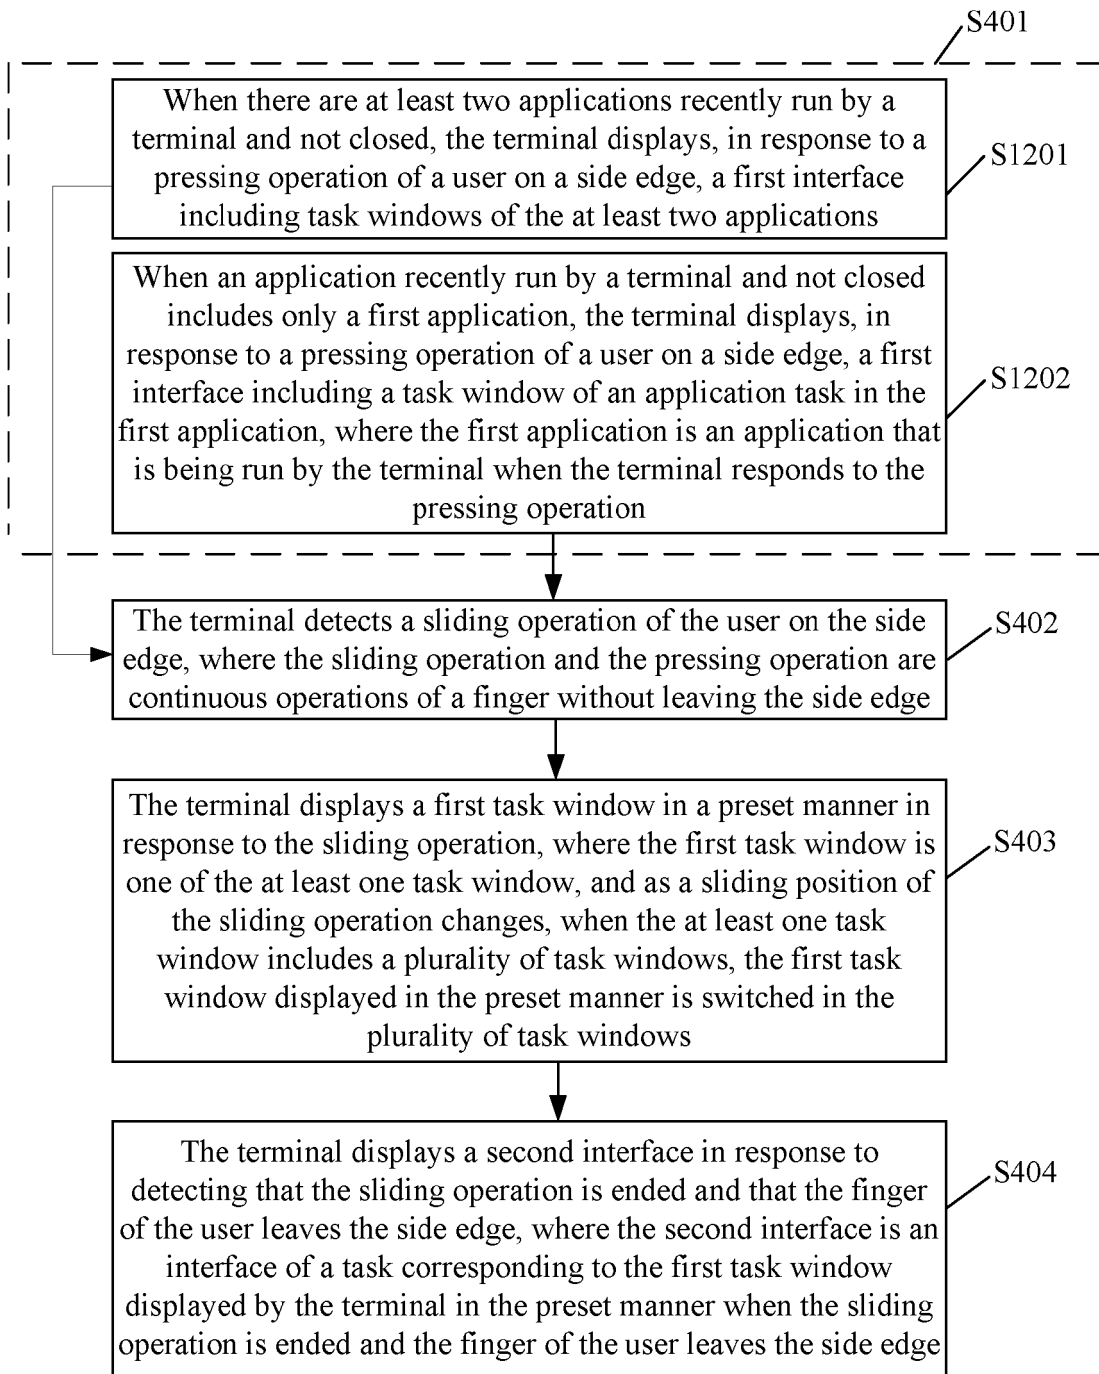 S401
When there are at least two applications recently run by a
terminal and not closed, the terminal displays, in response to a
pressing operation of a user on a side edge, a first interface
including task windows of the at least two applications
S1201
When an application recently run by a terminal and not closed
includes only a first application, the terminal displays, in
response to a pressing operation of a user on a side edge, a first
interface including a task window of an application task in the
first application, where the first application is an application that
is being run by the terminal when the terminal responds to the
pressing operation
S1202
The terminal detects a sliding operation of the user on the side
edge, where the sliding operation and the pressing operation are
continuous operations of a finger without leaving the side edge
S402
The terminal displays a first task window in a preset manner in
response to the sliding operation, where the first task window is
one of the at least one task window, and as a sliding position of
the sliding operation changes, when the at least one task
window includes a plurality of task windows, the first task
window displayed in the preset manner is switched in the
plurality of task windows
S403
The terminal displays a second interface in response to
detecting that the sliding operation is ended and that the finger
of the user leaves the side edge, where the second interface is an
interface of a task corresponding to the first task window
displayed by the terminal in the preset manner when the sliding
operation is ended and the finger of the user leaves the side edge
S404